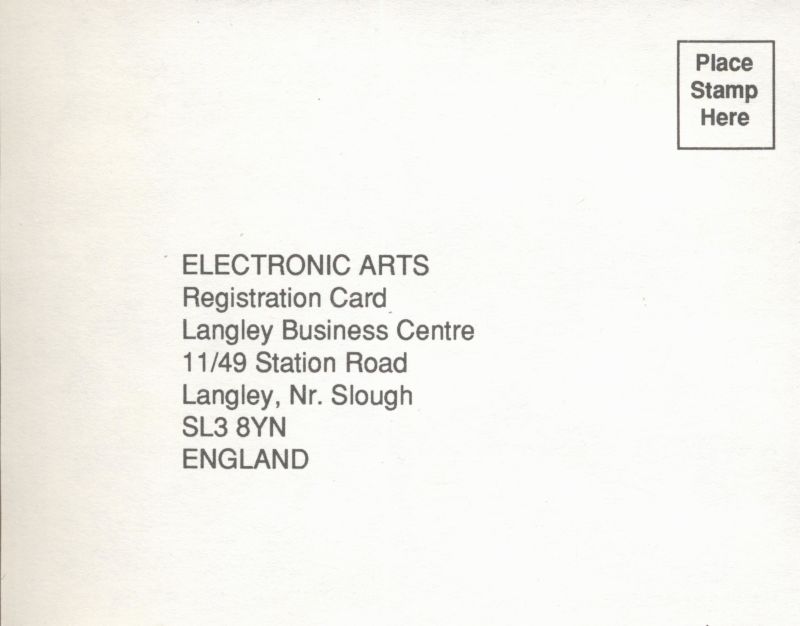 Place
Stamp
Here
ELECTRONIC ARTS
Registration Card
Langley Business Centre
11/49 Station Road
Langley, Nr. Slough
SL3 8YN
ENGLAND